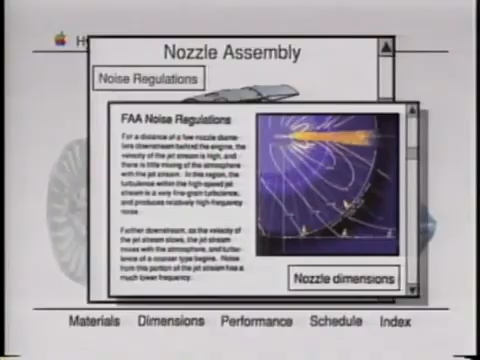 H
Nozzle Assembly
Noise Regulations
FAA Noise Regulations
For a distance of a few nozzle diame-
ters downstream behind the engine, the
velocity of the jet stream is high, and
there is little mixing of the atmosphere
with the jet stream. In this region, the
turbulence within the high-speed jet
stream is a very fine-grain turbulence,
and produces relatively high-frequency
noise.
Farther downstream, as the velocity of
the jet stream slows, the jet stream
mixes with the atmosphere, and turbu-
lence of a coarser type begins. Noise
from this portion of the jet stream has a
much lower frequency.
Nozzle dimensions
Materials Dimensions Performance Schedule Index